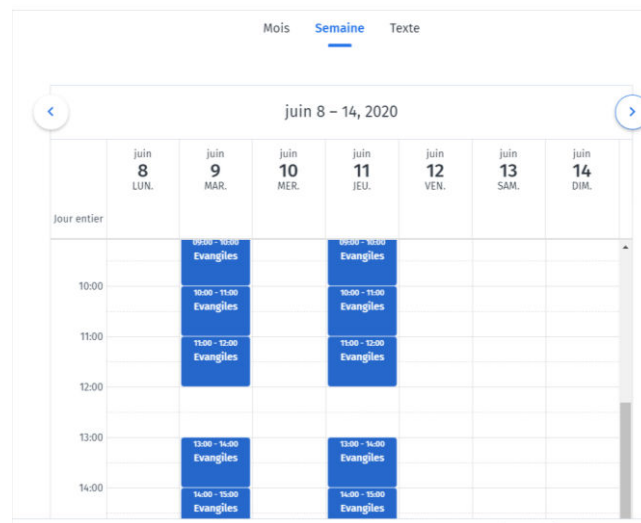 Mois Semaine Texte
juin 8 – 14, 2020
juin juin juin juin juin juin juin
8 9 10 11 12 13 14
LUN. MAR. MER. JEU. VEN. SAM. DIM.
Jour entier
09:00 - 10:00 09:00 - 10:00
Evangiles Evangiles
10:00 10:00 - 11:00 10:00 - 11:00
Evangiles Evangiles
11:00 11:00 - 12:00 11:00 - 12:00
Evangiles Evangiles
12:00
13:00 13:00 - 14:00 13:00 - 14:00
Evangiles Evangiles
14:00 14:00 - 15:00 14:00 - 15:00
Evangiles Evangiles